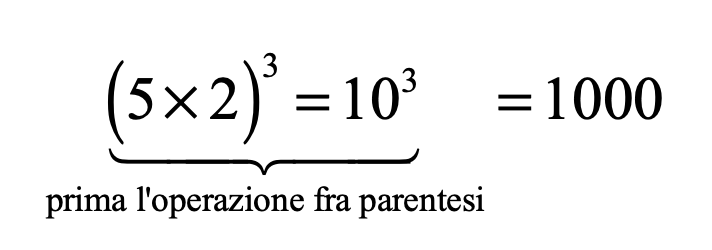 (5×2)³ = 10³ = 1000
prima l'operazione fra parentesi